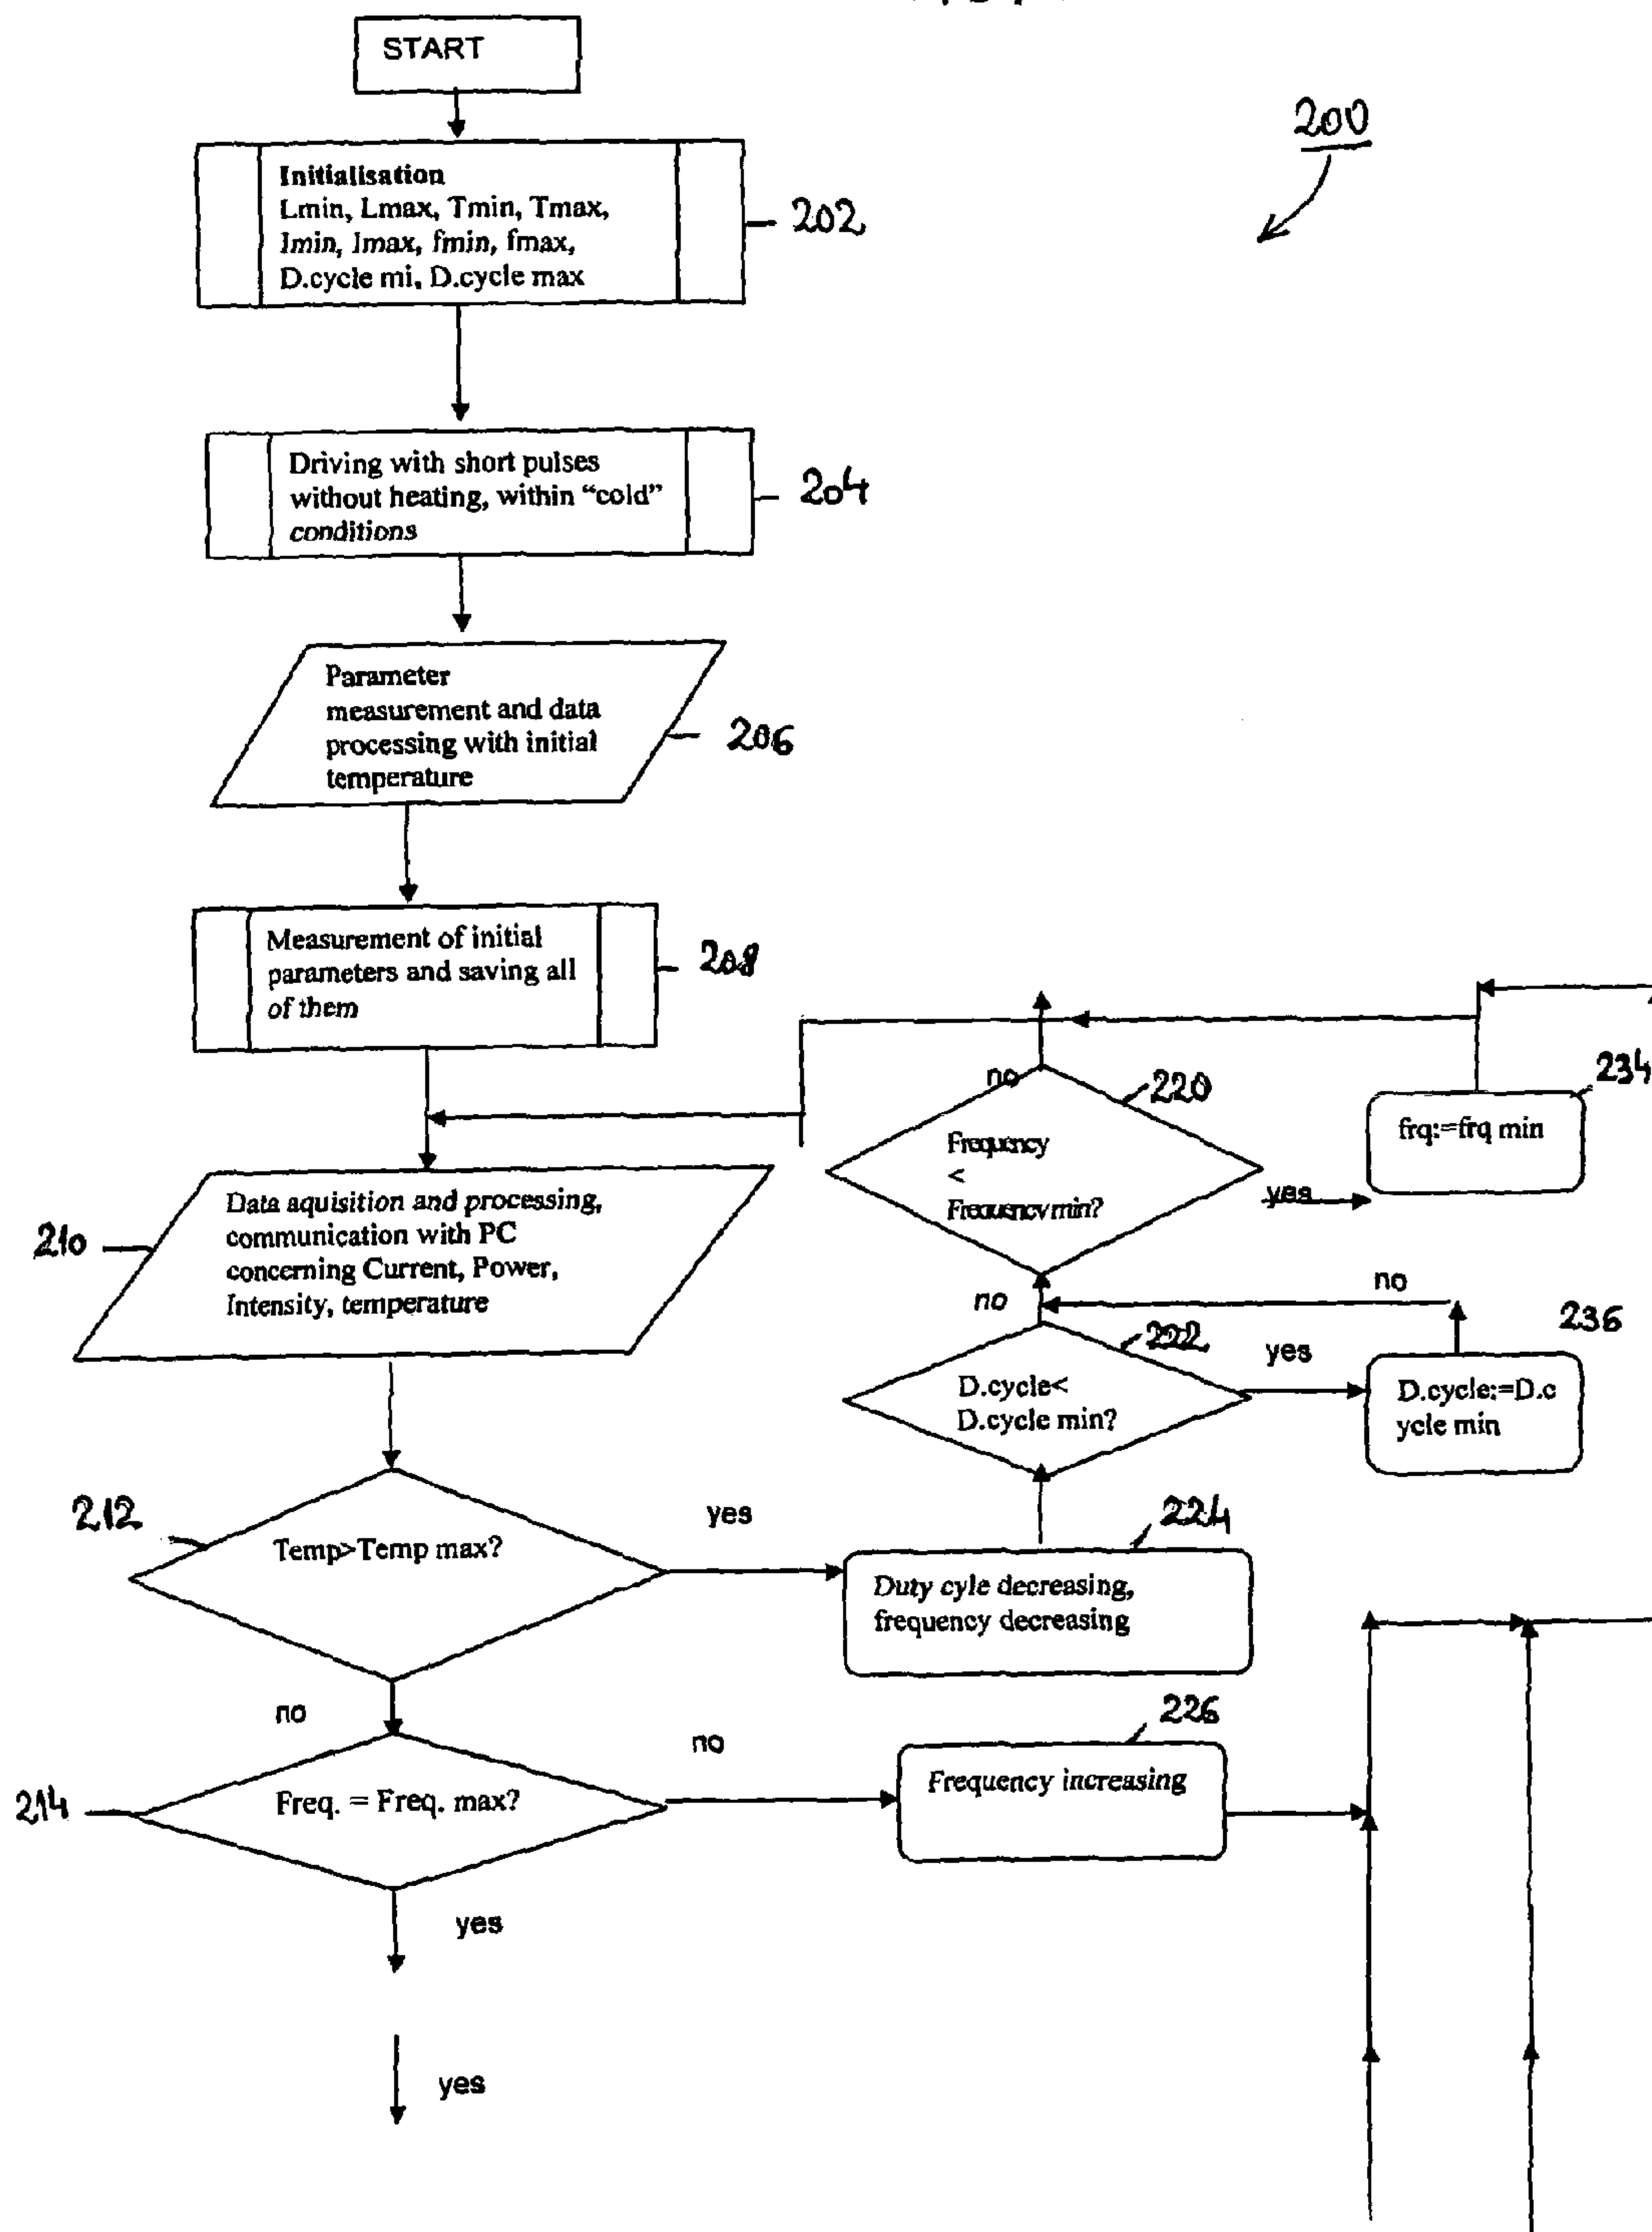 START
200
Initialisation
Lmin, Lmax, Tmin, Tmax,
Imin, Imax, fmin, fmax,
D.cycle mi, D.cycle max
202
Driving with short pulses
without heating, within “cold”
conditions
204
Parameter
measurement and data
processing with initial
temperature
206
Measurement of initial
parameters and saving all
of them
208
no
220
234
Frequency
<
Frequency min?
yes
frq:=frq min
210
Data aquisition and processing,
communication with PC
concerning Current, Power,
Intensity, temperature
no
no
222
yes
236
D.cycle<
D.cycle min?
D.cycle:=D.c
ycle min
212
Temp>Temp max?
yes
224
Duty cyle decreasing,
frequency decreasing
no
no
226
214
Freq. = Freq. max?
Frequency increasing
yes
yes